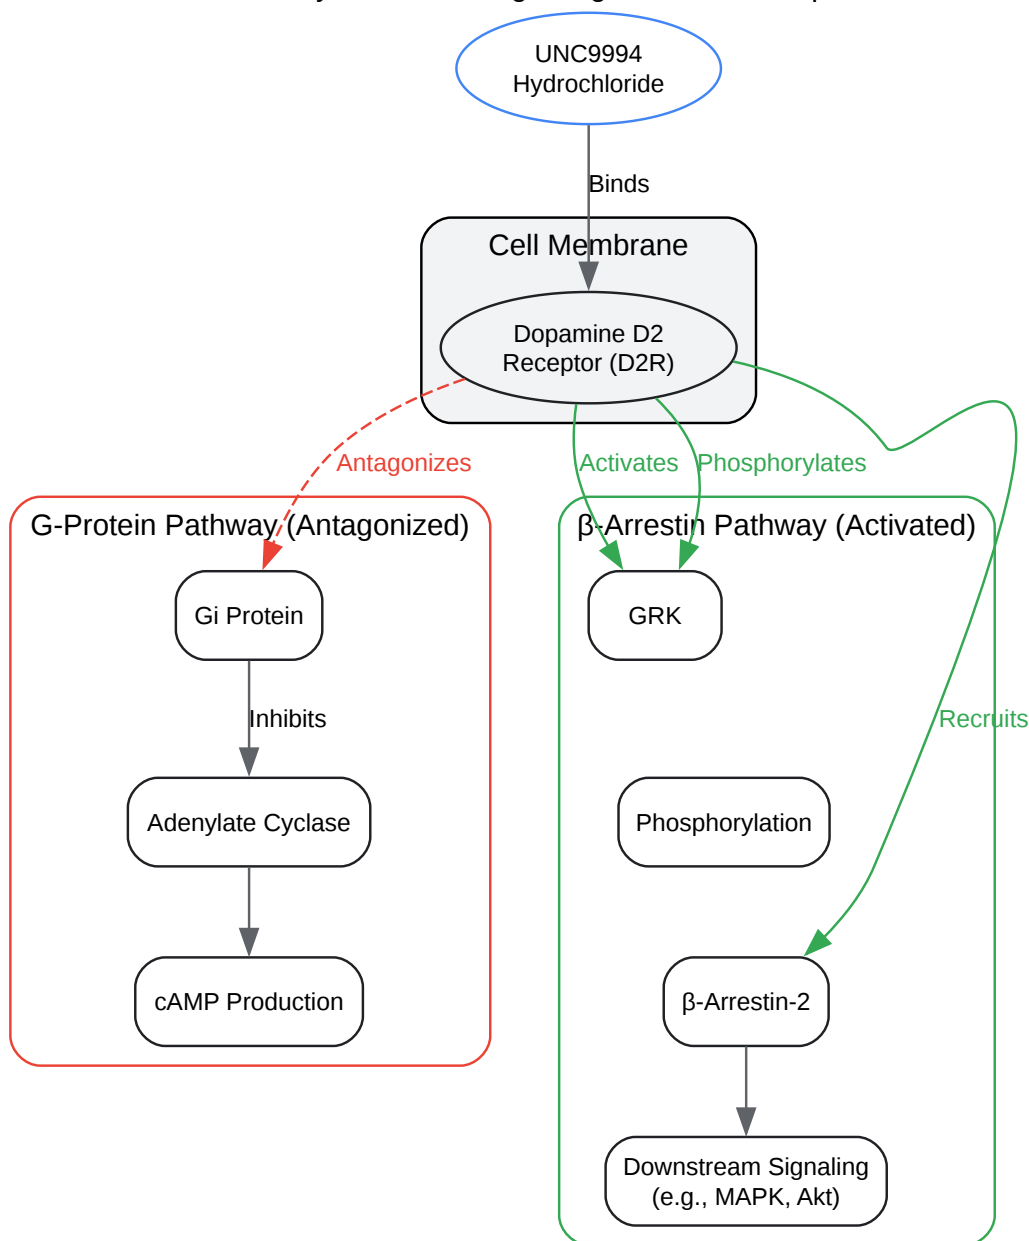 UNC9994
Hydrochloride
Binds
Cell Membrane
Dopamine D2
Receptor (D2R)
Antagonizes
Activates
Phosphorylates
G-Protein Pathway (Antagonized)
β-Arrestin Pathway (Activated)
Gi Protein
GRK
Inhibits
Recruits
Adenylate Cyclase
Phosphorylation
cAMP Production
β-Arrestin-2
Downstream Signaling
(e.g., MAPK, Akt)